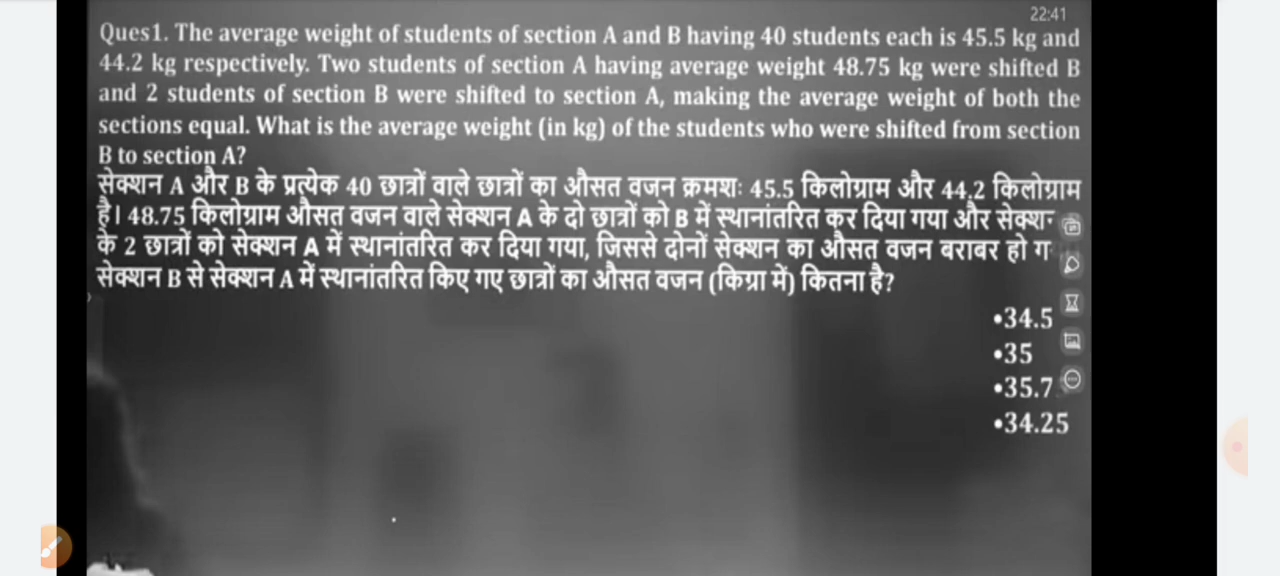 22:41
Ques1. The average weight of students of section A and B having 40 students each is 45.5 kg and
44.2 kg respectively. Two students of section A having average weight 48.75 kg were shifted B
and 2 students of section B were shifted to section A, making the average weight of both the
sections equal. What is the average weight (in kg) of the students who were shifted from section
B to section A?
सेक्शन A और B के प्रत्येक 40 छात्रों वाले छात्रों का औसत वजन क्रमशः 45.5 किलोग्राम और 44.2 किलोग्राम
है। 48.75 किलोग्राम औसत वजन वाले सेक्शन A के दो छात्रों को B में स्थानांतरित कर दिया गया और
के 2 छात्रों को सेक्शन A में स्थानांतरित कर दिया गया, जिससे दोनों सेक्शन का औसत वजन बराबर हो
सेक्शन B से सेक्शन A में स्थानांतरित किए गए छात्रों का औसत वजन (किग्रा में) कितना है?
•34.5
•35
•35.7
•34.25